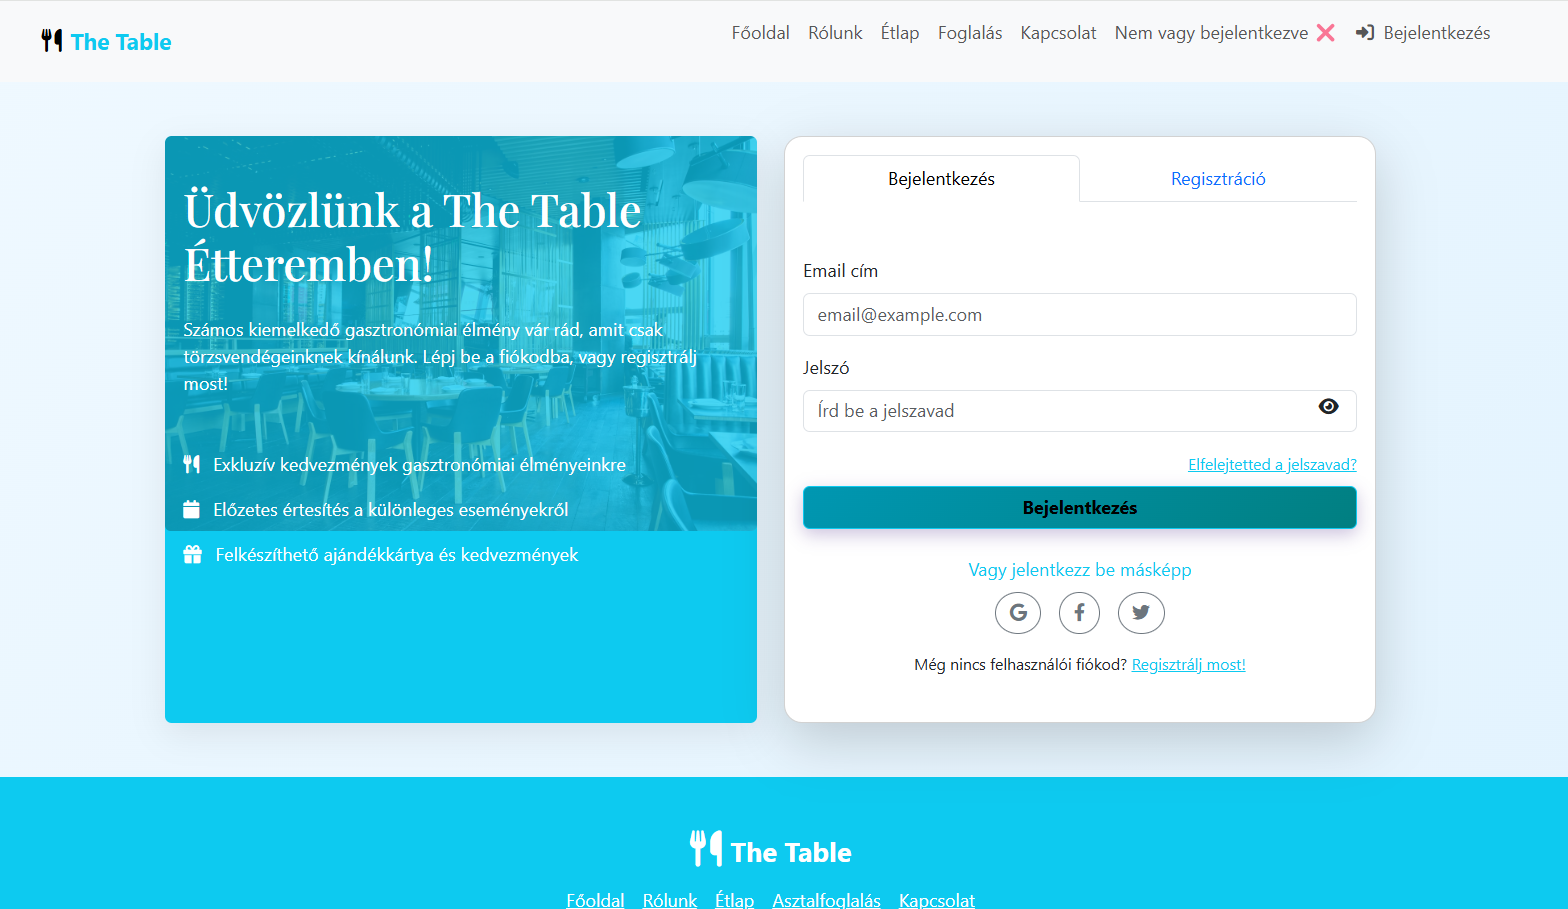 The Table
Főoldal Rólunk Étlap Foglalás Kapcsolat Nem vagy bejelentkezve ❌ Bejelentkezés
Üdvözlünk a The Table
Étteremben!
Számos kiemelkedő gasztronómiai élmény vár rád, amit csak
törzsvendégeinknek kínálunk. Lépj be a fiókodba, vagy regisztrálj
most!
Exkluzív kedvezmények gasztronómiai élményeinkre
Előzetes értesítés a különleges eseményekről
Felkészíthető ajándékkártya és kedvezmények
Bejelentkezés Regisztráció
Email cím
email@example.com
Jelszó
Írd be a jelszavad
Elfelejtetted a jelszavad?
Bejelentkezés
Vagy jelentkezz be másképp
Még nincs felhasználói fiókod? Regisztrálj most!
The Table
Főoldal Rólunk Étlap Asztalfoglalás Kapcsolat